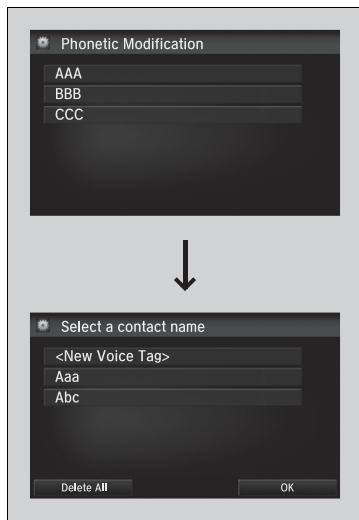 Phonetic Modification
AAA
BBB
CCC
Select a contact name
<New Voice Tag>
Aaa
Abc
Delete All
OK